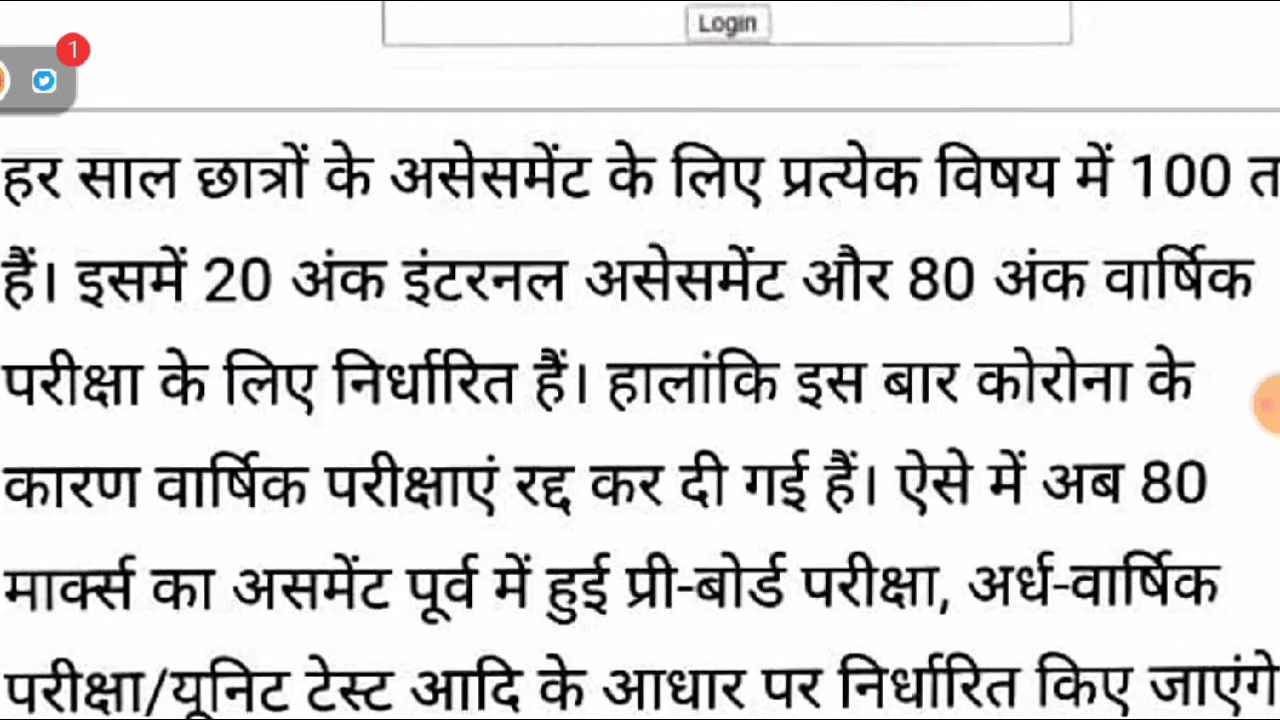 Login
1
हर साल छात्रों के असेसमेंट के लिए प्रत्येक विषय में 100
हैं। इसमें 20 अंक इंटरनल असेसमेंट और 80 अंक वार्षिक
परीक्षा के लिए निर्धारित हैं। हालांकि इस बार कोरोना के
कारण वार्षिक परीक्षाएं रद्द कर दी गई हैं। ऐसे में अब 80
मार्क्स का असमेंट पूर्व में हुई प्री-बोर्ड परीक्षा, अर्ध-वार्षिक
परीक्षा/यूनिट टेस्ट आदि के आधार पर निर्धारित किए जाएंगे